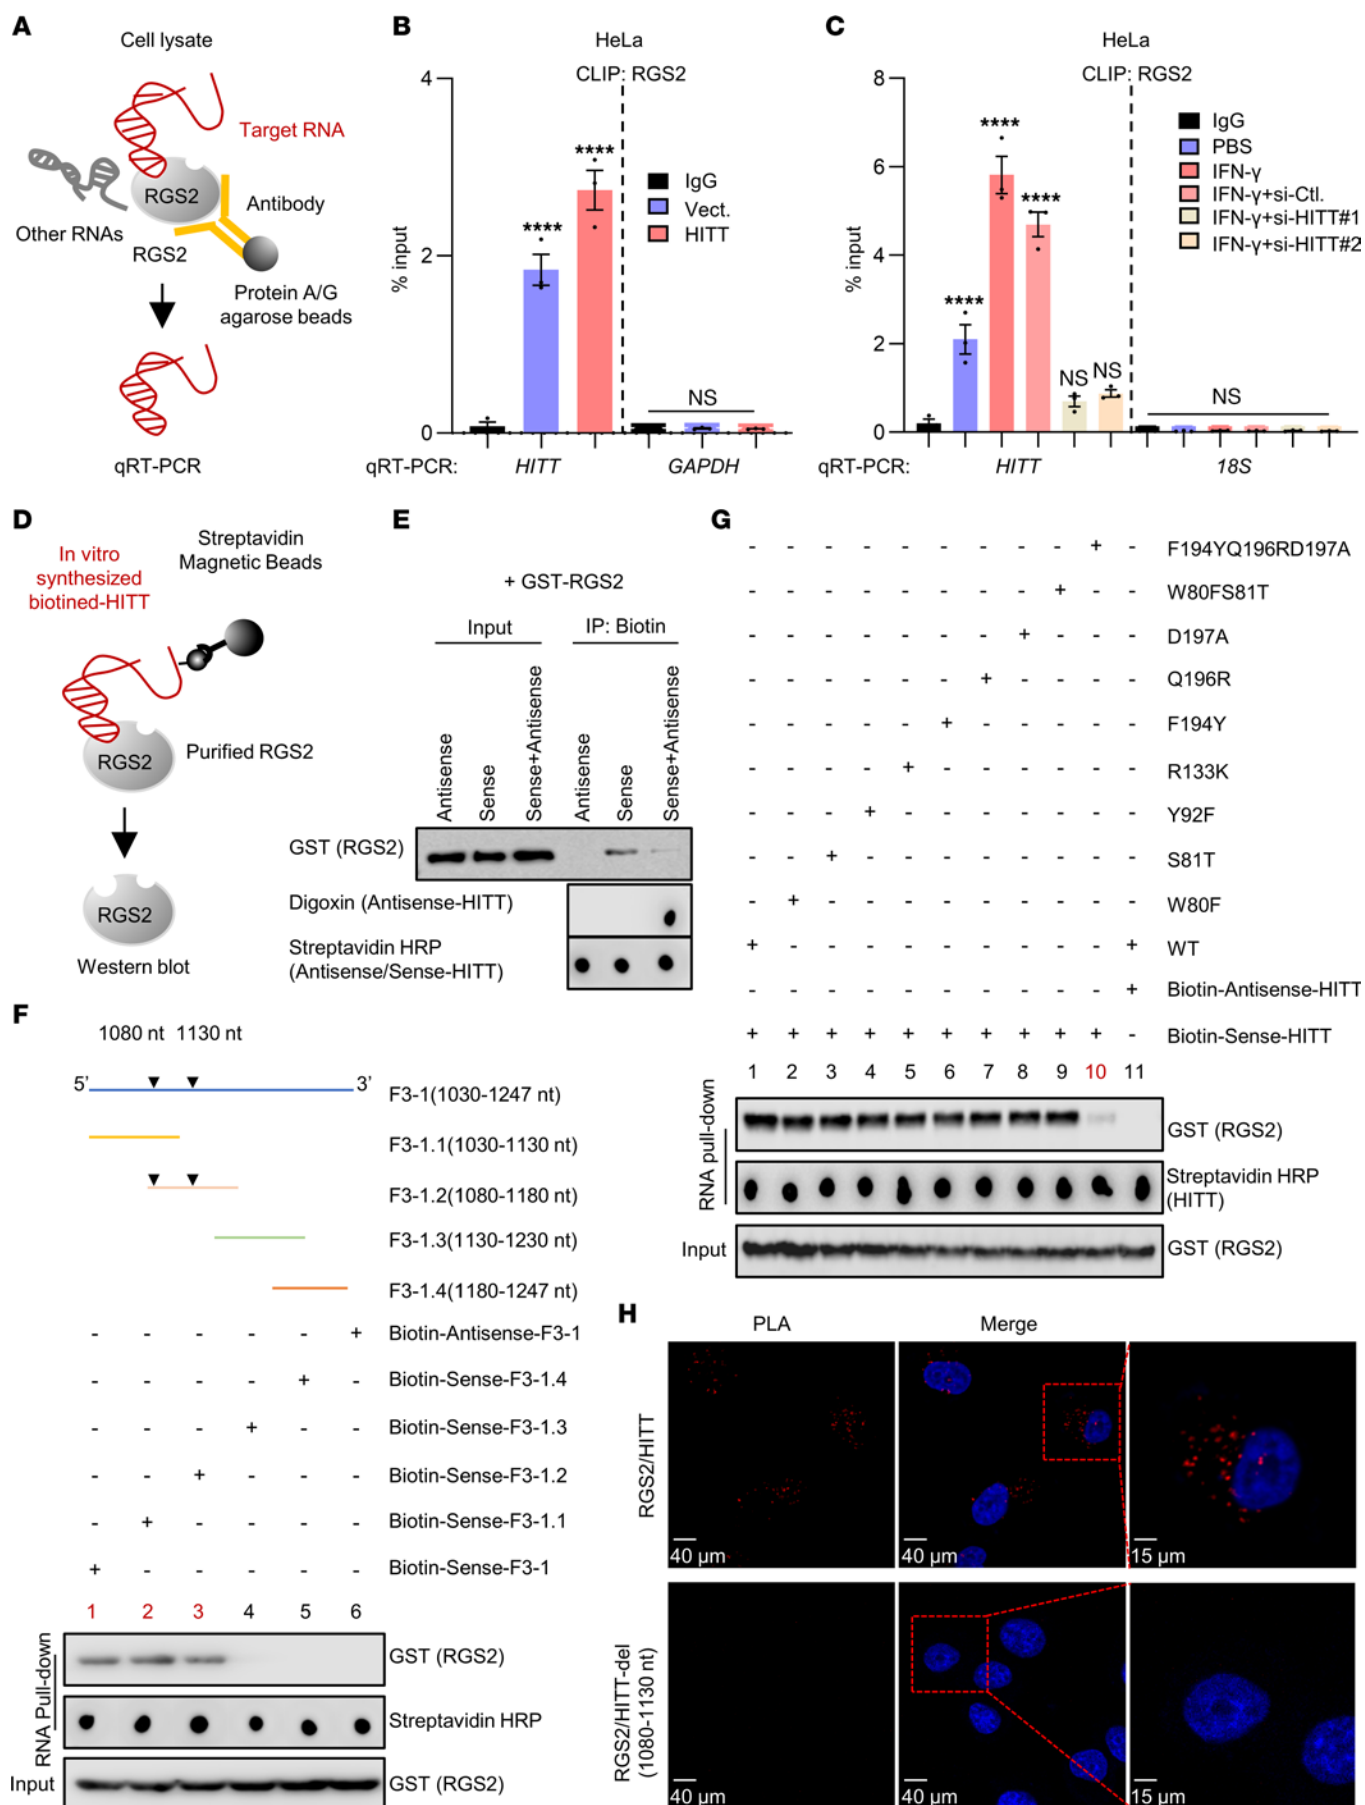 A
Cell lysate
Target RNA
RGS2
Antibody
Other RNAs
RGS2
Protein A/G
agarose beads
qRT-PCR
B
HeLa
CLIP: RGS2
% input
4
2
0
****
****
NS
IgG
Vect.
HITT
qRT-PCR:
HITT
GAPDH
C
HeLa
CLIP: RGS2
% input
8
6
4
2
0
****
****
****
NS
NS
NS
IgG
PBS
IFN-γ
IFN-γ+si-Ctl.
IFN-γ+si-HITT#1
IFN-γ+si-HITT#2
qRT-PCR:
HITT
18S
D
In vitro
synthesized
biotined-HITT
Streptavidin
Magnetic Beads
RGS2
Purified RGS2
RGS2
Western blot
E
+ GST-RGS2
Input
IP: Biotin
Antisense
Sense
Sense+Antisense
Antisense
Sense
Sense+Antisense
GST (RGS2)
Digoxin (Antisense-HITT)
Streptavidin HRP
(Antisense/Sense-HITT)
F
1080 nt 1130 nt
5’ 3’
F3-1(1030-1247 nt)
F3-1.1(1030-1130 nt)
F3-1.2(1080-1180 nt)
F3-1.3(1130-1230 nt)
F3-1.4(1180-1247 nt)
- - - - - + Biotin-Antisense-F3-1
- - - - + - Biotin-Sense-F3-1.4
- - - + - - Biotin-Sense-F3-1.3
- - + - - - Biotin-Sense-F3-1.2
- + - - - - Biotin-Sense-F3-1.1
+ - - - - - Biotin-Sense-F3-1
1 2 3 4 5 6
RNA Pull-down
GST (RGS2)
Streptavidin HRP
Input
GST (RGS2)
G
- - - - - - - - - + - F194YQ196RD197A
- - - - - - - - + - - W80FS81T
- - - - - - - + - - - D197A
- - - - - - + - - - - Q196R
- - - - - + - - - - - F194Y
- - - - + - - - - - - R133K
- - - + - - - - - - - Y92F
- - + - - - - - - - - S81T
- + - - - - - - - - - W80F
+ - - - - - - - - - + WT
- - - - - - - - - - + Biotin-Antisense-HITT
+ + + + + + + + + + - Biotin-Sense-HITT
1 2 3 4 5 6 7 8 9 10 11
RNA pull-down
GST (RGS2)
Streptavidin HRP
(HITT)
Input
GST (RGS2)
H
PLA
Merge
RGS2/HITT
40 µm
40 µm
15 µm
RGS2/HITT-del
(1080-1130 nt)
40 µm
40 µm
15 µm